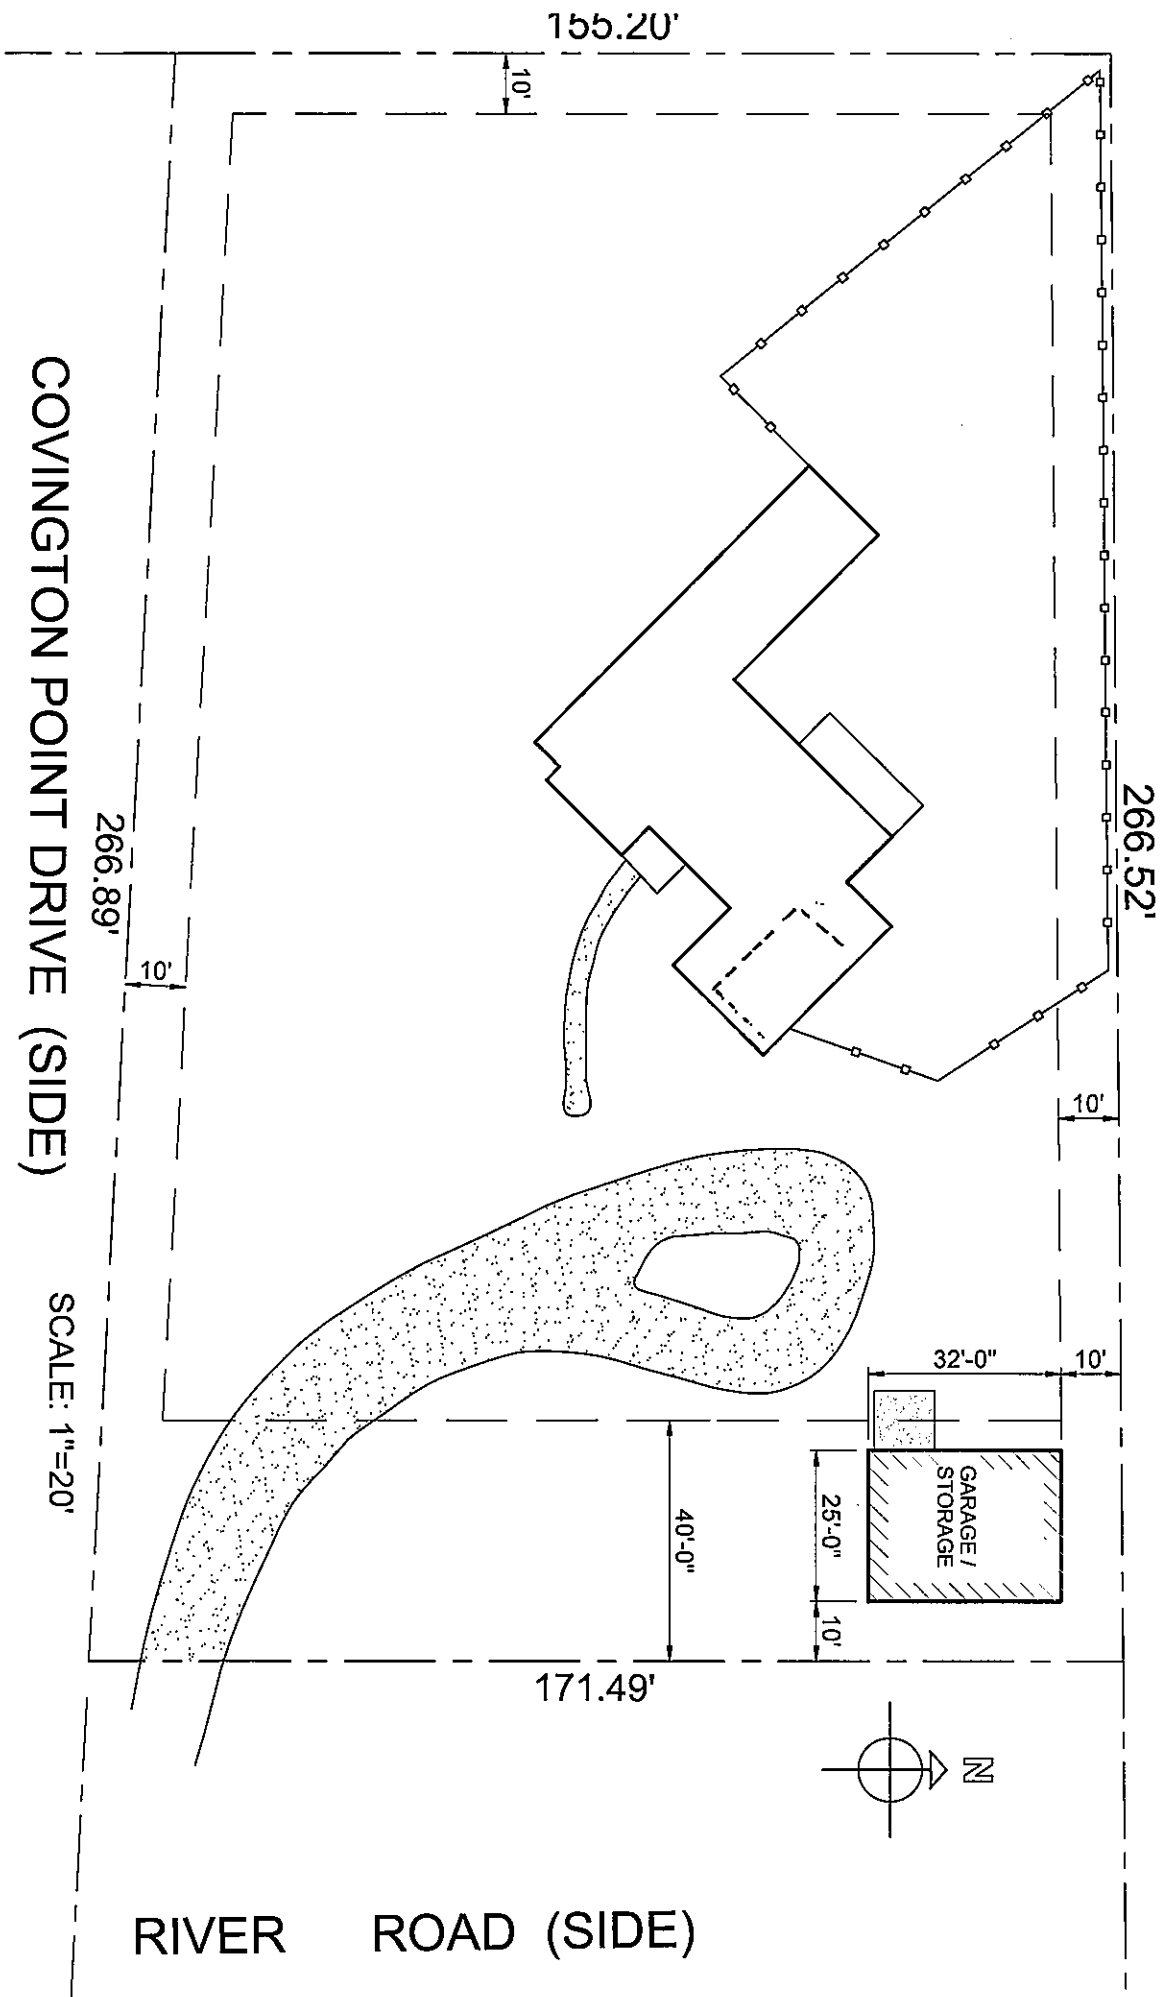 155.20'
10'
266.52'
COVINGTON POINT DRIVE (SIDE)
266.89'
10'
10'
SCALE: 1"=20'
32'-0"
10'
GARAGE /
STORAGE
25'-0"
40'-0"
10'
171.49'
N
RIVER ROAD (SIDE)